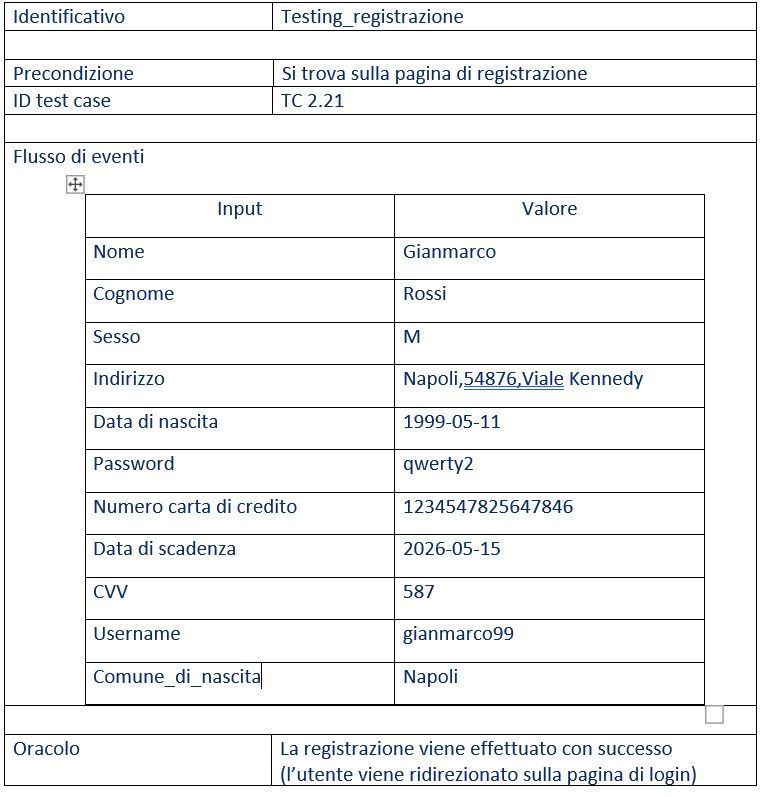 Identificativo Testing_registrazione
Precondizione Si trova sulla pagina di registrazione
ID test case TC 2.21
Flusso di eventi
Input Valore
Nome Gianmarco
Cognome Rossi
Sesso M
Indirizzo Napoli,54876,Viale Kennedy
Data di nascita 1999-05-11
Password qwerty2
Numero carta di credito 1234547825647846
Data di scadenza 2026-05-15
CVV 587
Username gianmarco99
Comune_di_nascita Napoli
Oracolo La registrazione viene effettuato con successo
(l’utente viene ridirezionato sulla pagina di login)